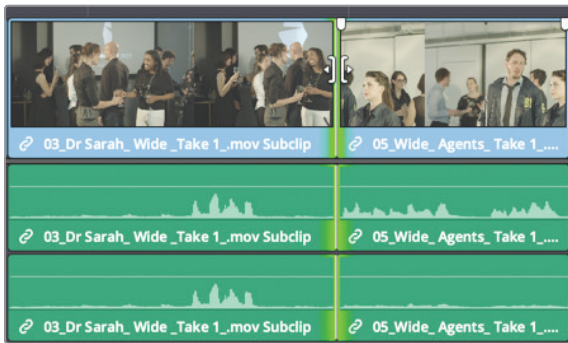 03_Dr Sarah_ Wide _Take 1_.mov Subclip
05_Wide_ Agents_ Take 1_....
03_Dr Sarah_ Wide _Take 1_.mov Subclip
05_Wide_ Agents_ Take 1_....
03_Dr Sarah_ Wide _Take 1_.mov Subclip
05_Wide_ Agents_ Take 1_....